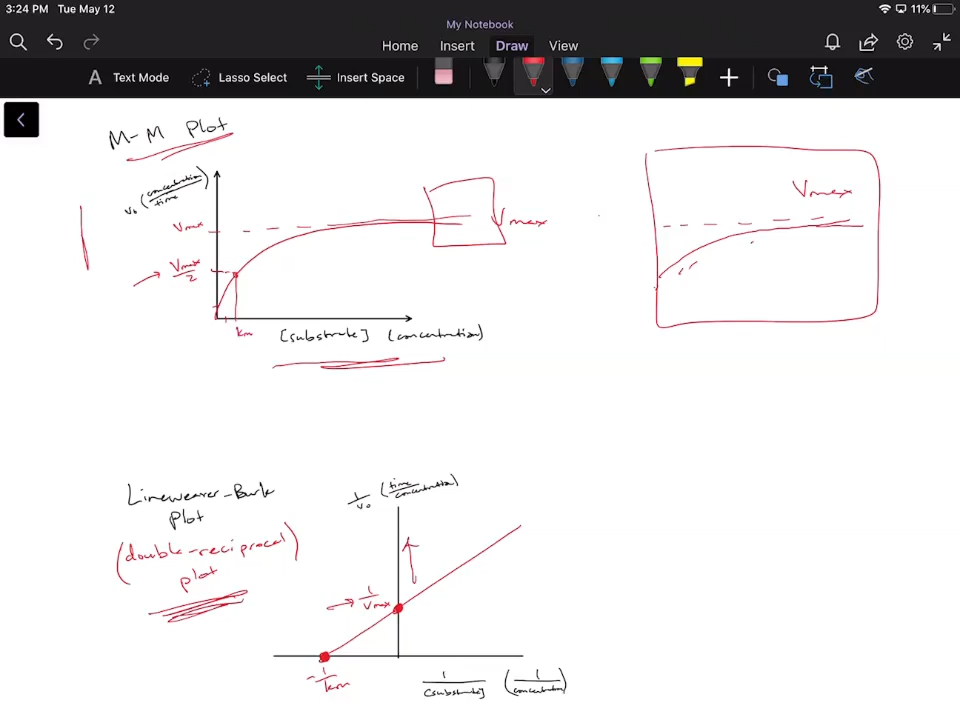 3:24 PM Tue May 12
11%
My Notebook
Home Insert Draw View
A Text Mode Lasso Select Insert Space
M-M Plot
v₀ (concentration/time)
Vmax
Vmax/2
km
[substrate] (concentration)
Vmax
Vmax
Lineweaver-Burk
Plot
(double-reciprocal)
plot
1/v₀ (time/concentration)
1/Vmax
-1/km
1/[substrate] (1/concentration)